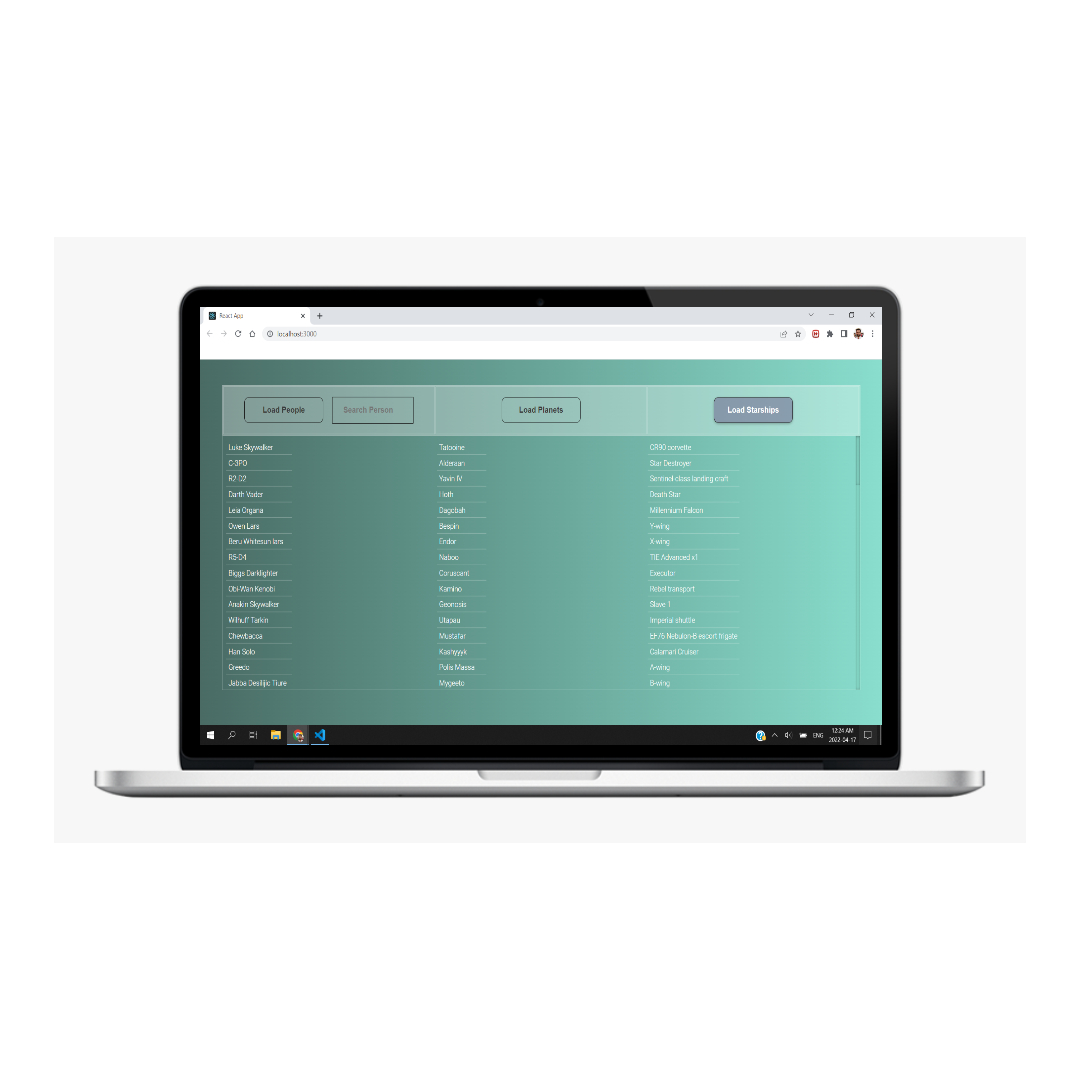 React App
localhost:3000
Load People Search Person Load Planets Load Starships
Luke Skywalker Tatooine CR90 corvette
C-3PO Alderaan Star Destroyer
R2-D2 Yavin IV Sentinel-class landing craft
Darth Vader Hoth Death Star
Leia Organa Dagobah Millennium Falcon
Owen Lars Bespin Y-wing
Beru Whitesun lars Endor X-wing
R5-D4 Naboo TIE Advanced x1
Biggs Darklighter Coruscant Executor
Obi-Wan Kenobi Kamino Rebel transport
Anakin Skywalker Geonosis Slave 1
Wilhuff Tarkin Utapau Imperial shuttle
Chewbacca Mustafar EF76 Nebulon-B escort frigate
Han Solo Kashyyyk Calamari Cruiser
Greedo Polis Massa A-wing
Jabba Desilijic Tiure Mygeeto B-wing
ENG 12:24 AM
2022-04-17